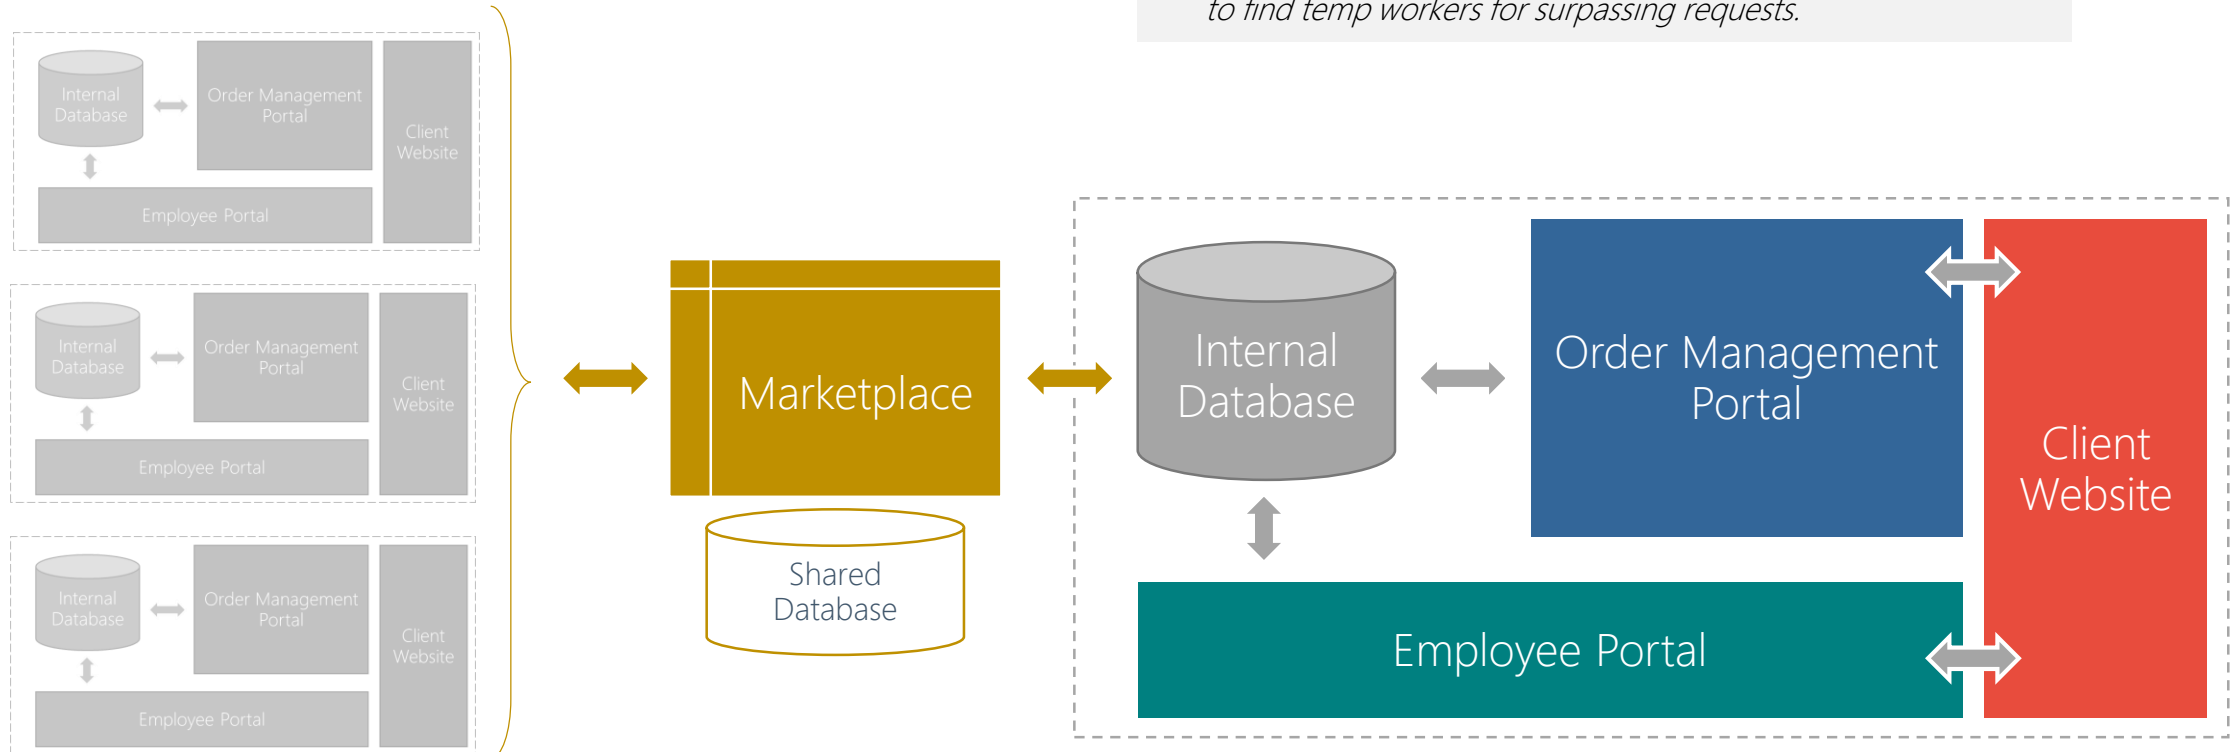 to find temp workers for surpassing requests.
Internal
Database
Order Management
Portal
Client
Website
Employee Portal
Internal
Database
Order Management
Portal
Client
Website
Employee Portal
Internal
Database
Order Management
Portal
Client
Website
Employee Portal
Marketplace
Shared
Database
Internal
Database
Order Management
Portal
Client
Website
Employee Portal